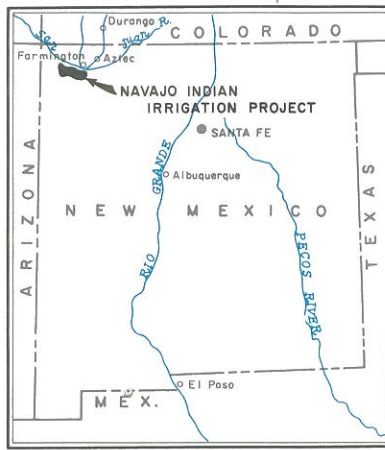 Durango
COLORADO
San Juan R.
Farmington
Aztec
NAVAJO INDIAN
IRRIGATION PROJECT
SANTA FE
ARIZONA
RIO GRANDE
Albuquerque
NEW MEXICO
TEXAS
PECOS RIVER
El Paso
MEX.